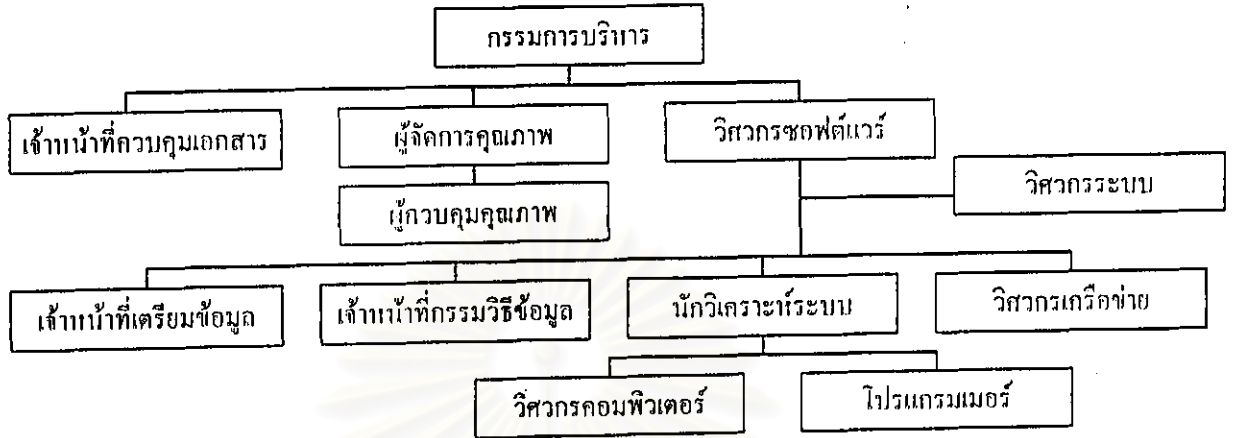 กรรมการบริหาร
เจ้าหน้าที่ควบคุมเอกสาร
ผู้จัดการคุณภาพ
วิศวกรซอฟต์แวร์
วิศวกรระบบ
ผู้ควบคุมคุณภาพ
เจ้าหน้าที่เตรียมข้อมูล
เจ้าหน้าที่กรรมวิธีข้อมูล
นักวิเคราะห์ระบบ
วิศวกรเครือข่าย
วิศวกรคอมพิวเตอร์
โปรแกรมเมอร์